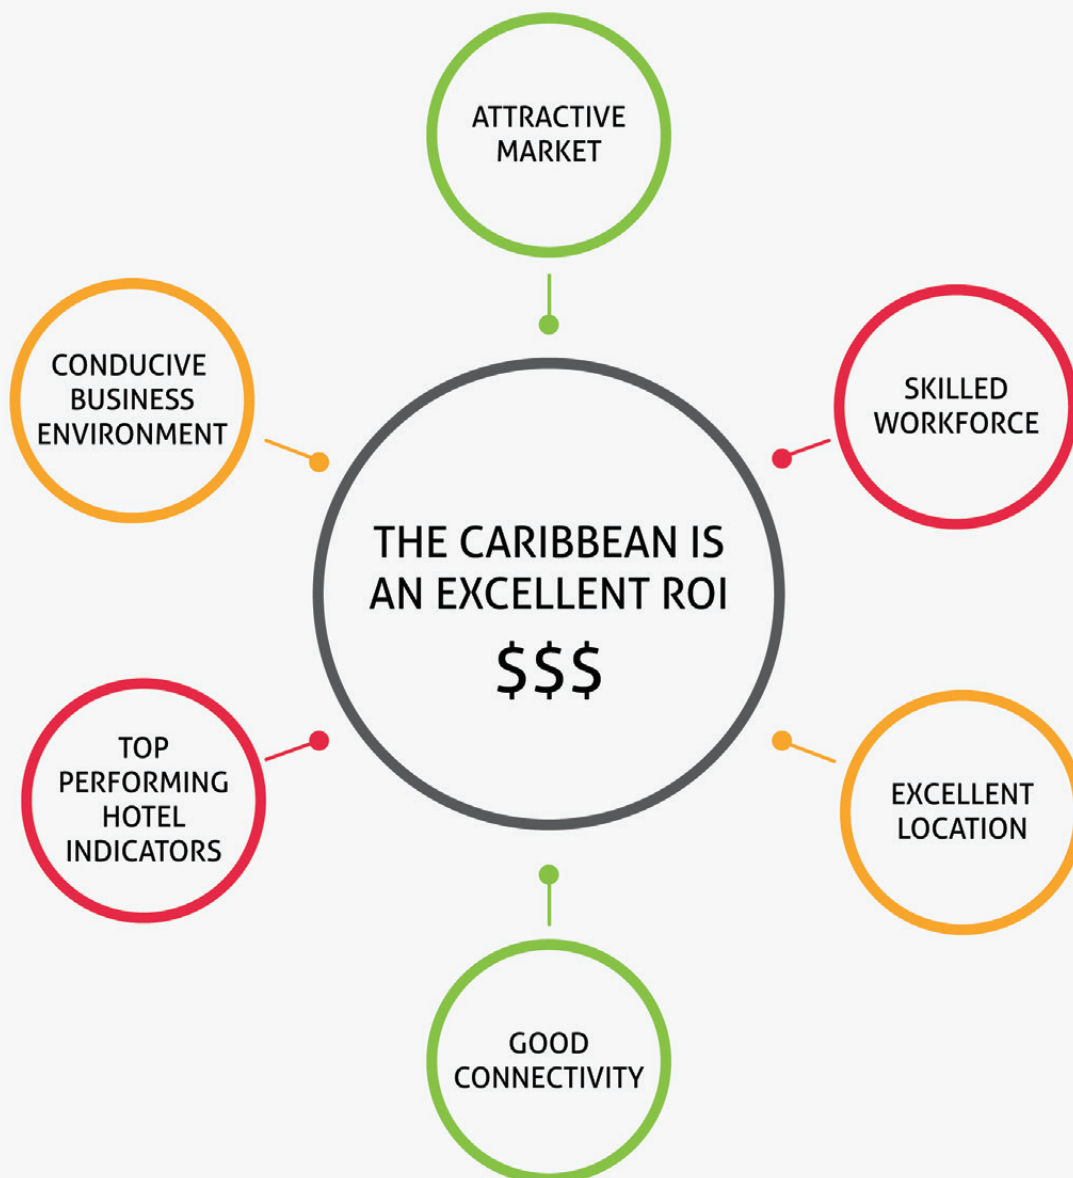 ATTRACTIVE
MARKET
CONDUCIVE
BUSINESS
ENVIRONMENT
SKILLED
WORKFORCE
THE CARIBBEAN IS
AN EXCELLENT ROI
$$$
TOP
PERFORMING
HOTEL
INDICATORS
EXCELLENT
LOCATION
GOOD
CONNECTIVITY